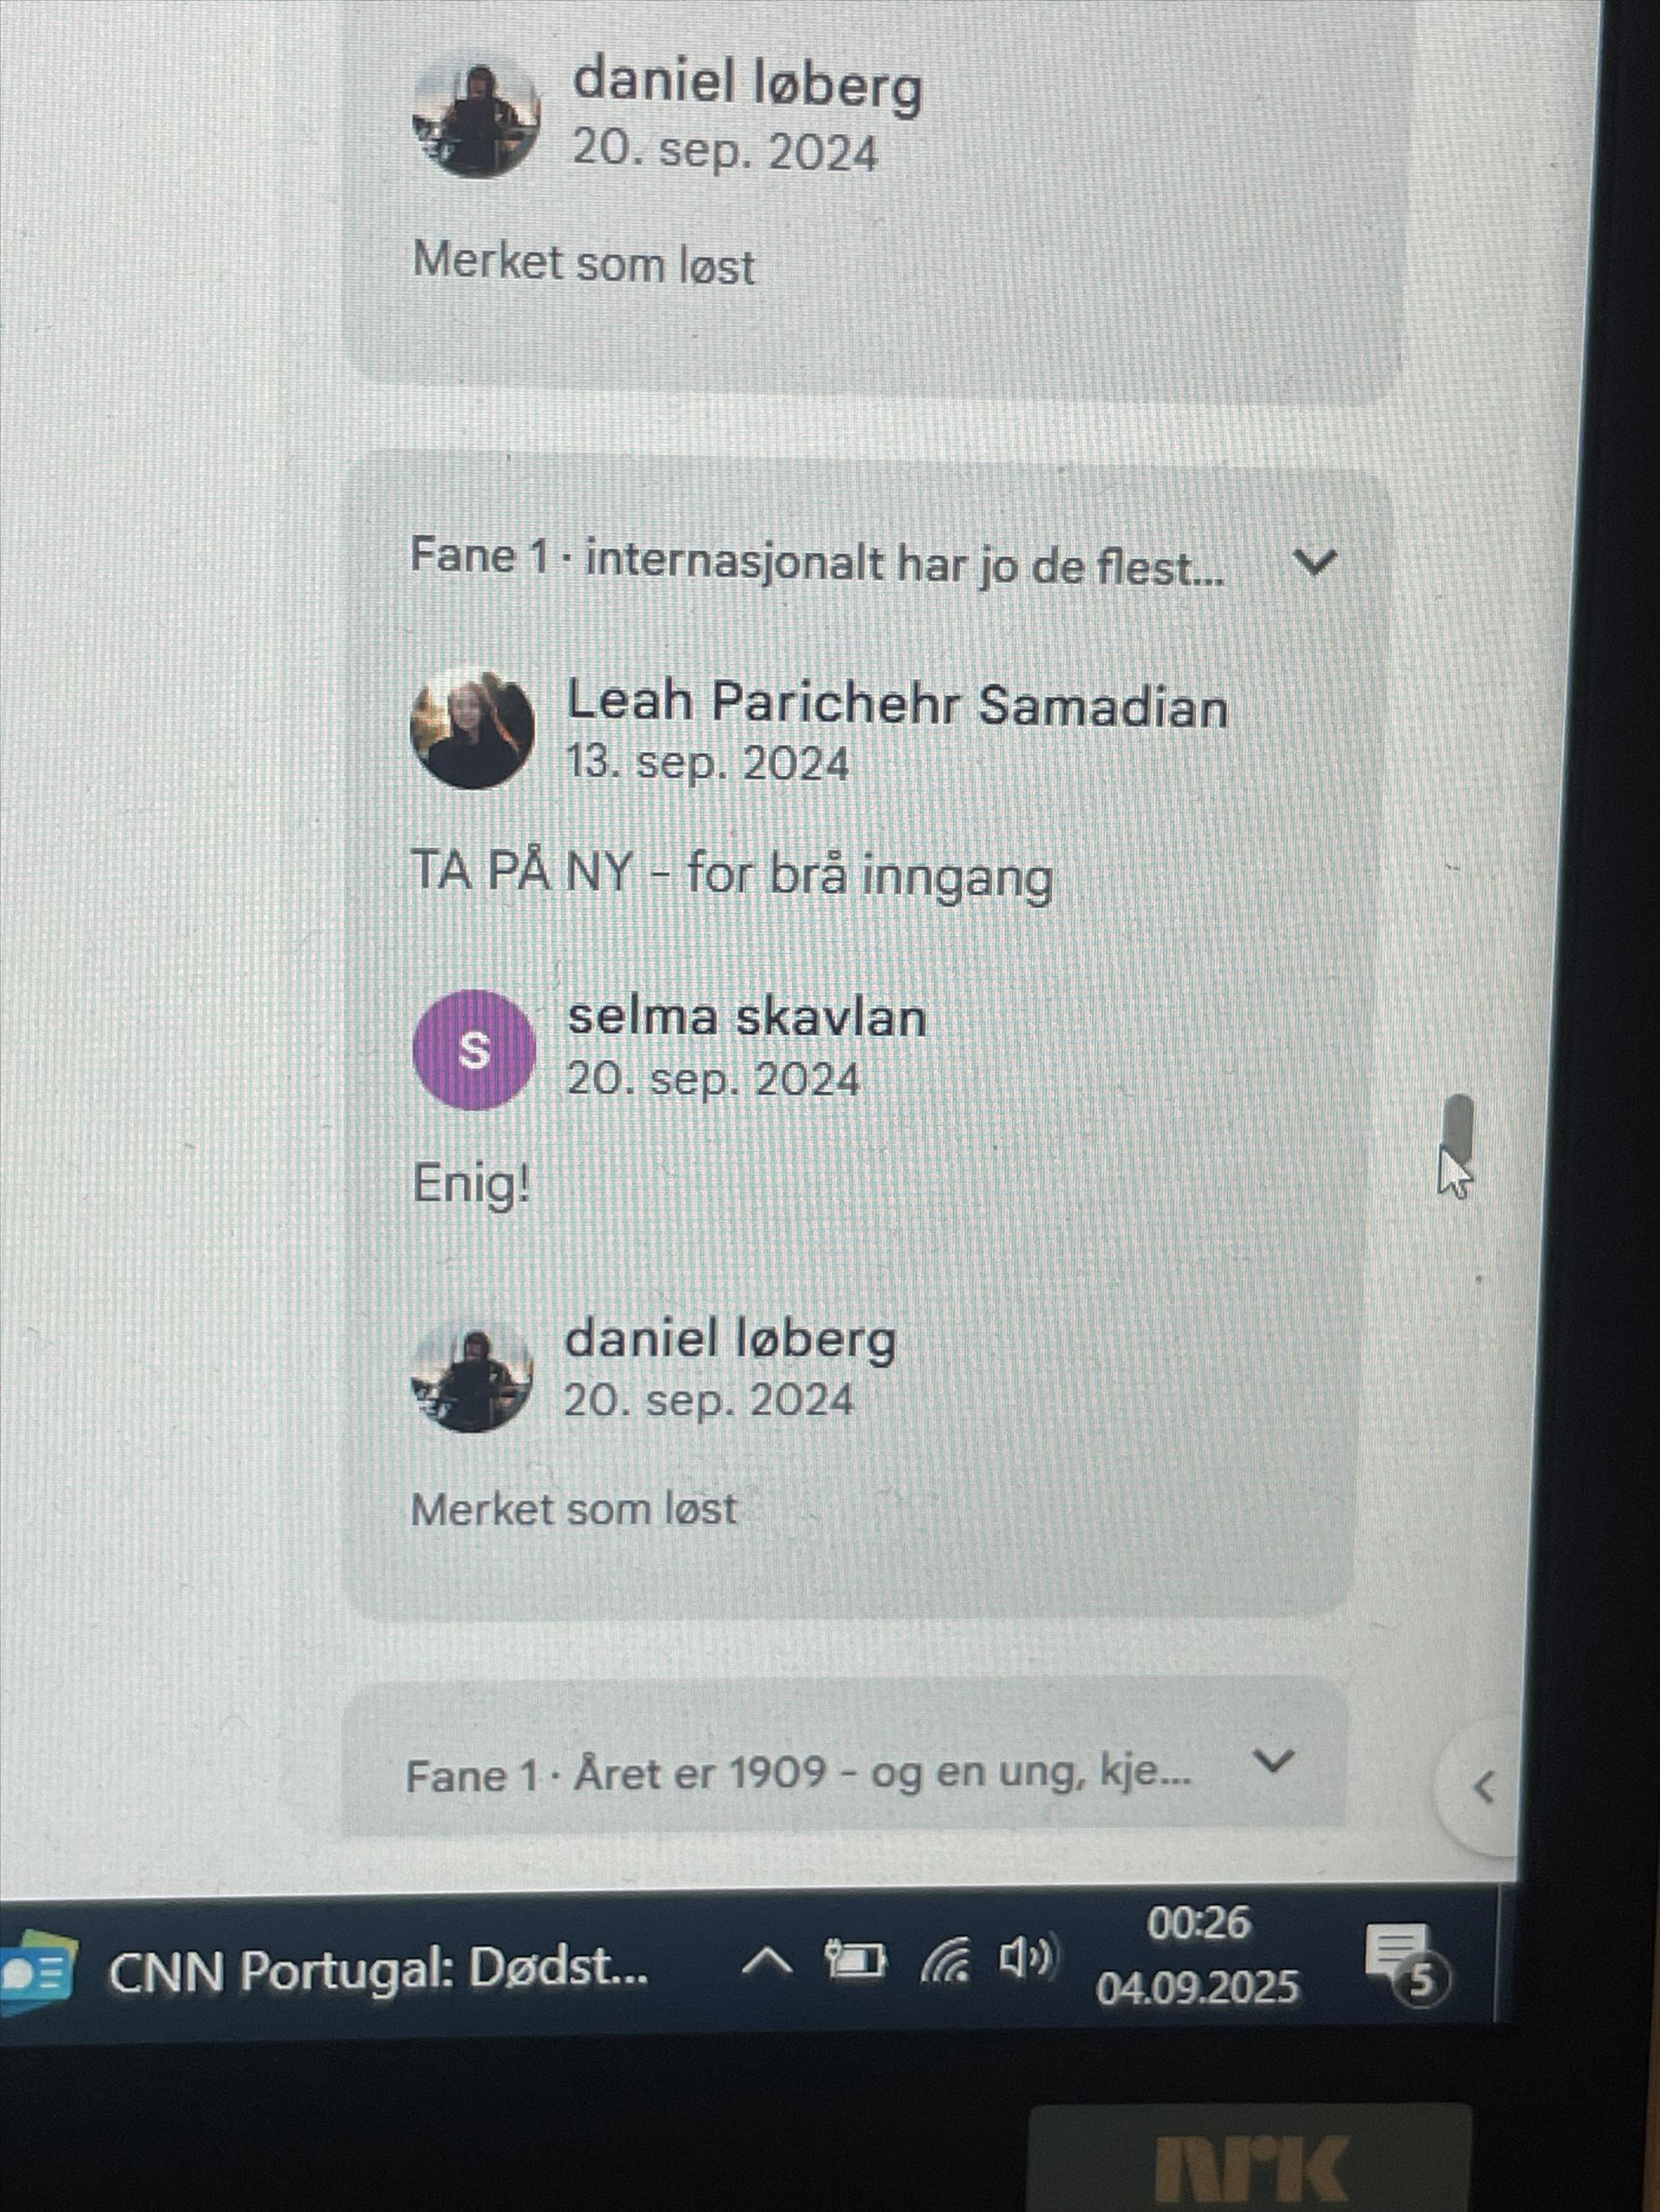 daniel løberg
20. sep. 2024
Merket som løst
Fane 1 · internasjonalt har jo de flest...
Leah Parichehr Samadian
13. sep. 2024
TA PÅ NY - for brå inngang
S
selma skavlan
20. sep. 2024
Enig!
daniel løberg
20. sep. 2024
Merket som løst
Fane 1 · Året er 1909 - og en ung, kje...
CNN Portugal: Dødst...
00:26
04.09.2025
5
NRK